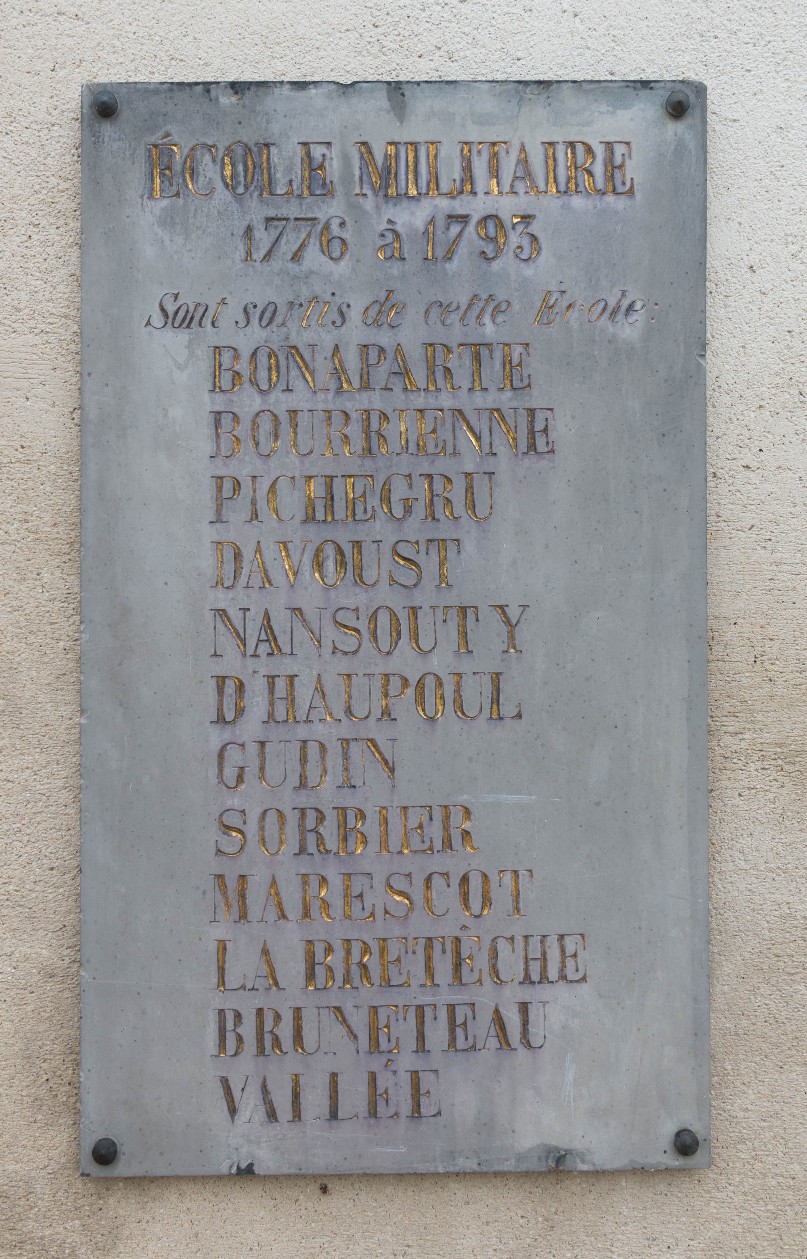 ÉCOLE MILITAIRE
1776 à 1793
Sont sortis de cette École:
BONAPARTE
BOURRIENNE
PICHEGRU
DAVOUST
NANSOUTY
D'HAUPOUL
GUDIN
SORBIER
MARESCOT
LA BRETÈCHE
BRUNETEAU
VALLÉE